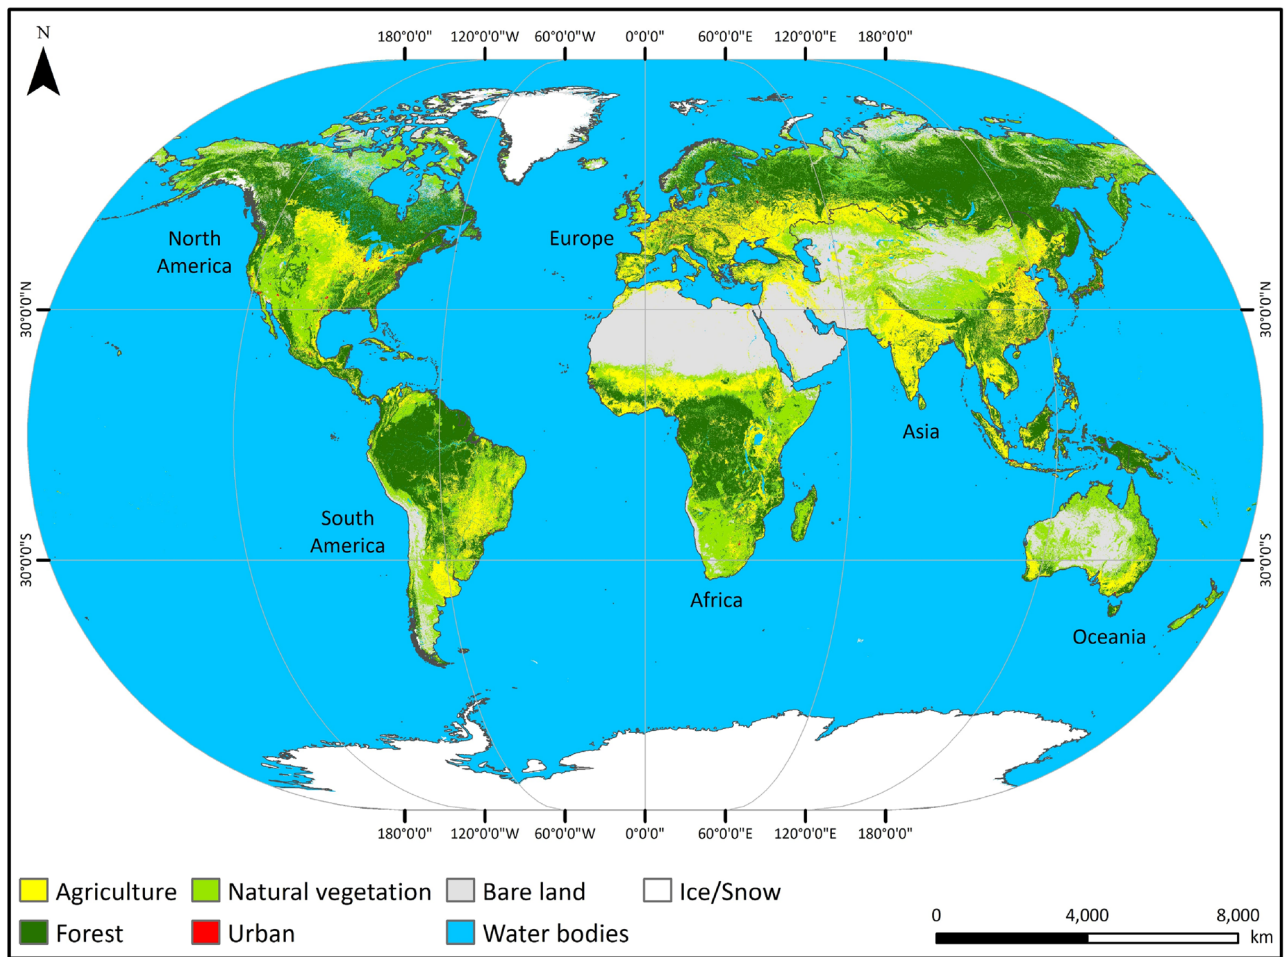 N
180°0'0" 120°0'0"W 60°0'0"W 0°0'0" 60°0'0"E 120°0'0"E 180°0'0"
North
America
Europe
30°0'0"N
30°0'0"N
Asia
South
America
30°0'0"S
30°0'0"S
Africa
Oceania
180°0'0" 120°0'0"W 60°0'0"W 0°0'0" 60°0'0"E 120°0'0"E 180°0'0"
Agriculture Natural vegetation Bare land Ice/Snow
Forest Urban Water bodies
0 4,000 8,000
km